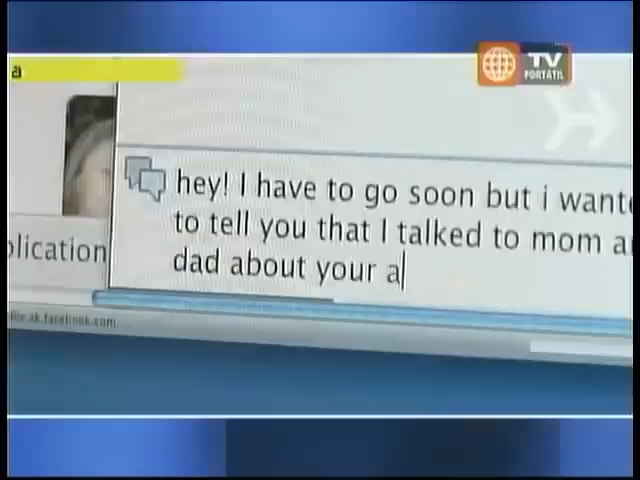 a
TV
PORTÁTIL
hey! I have to go soon but i wante
to tell you that I talked to mom a
dad about your a
plication